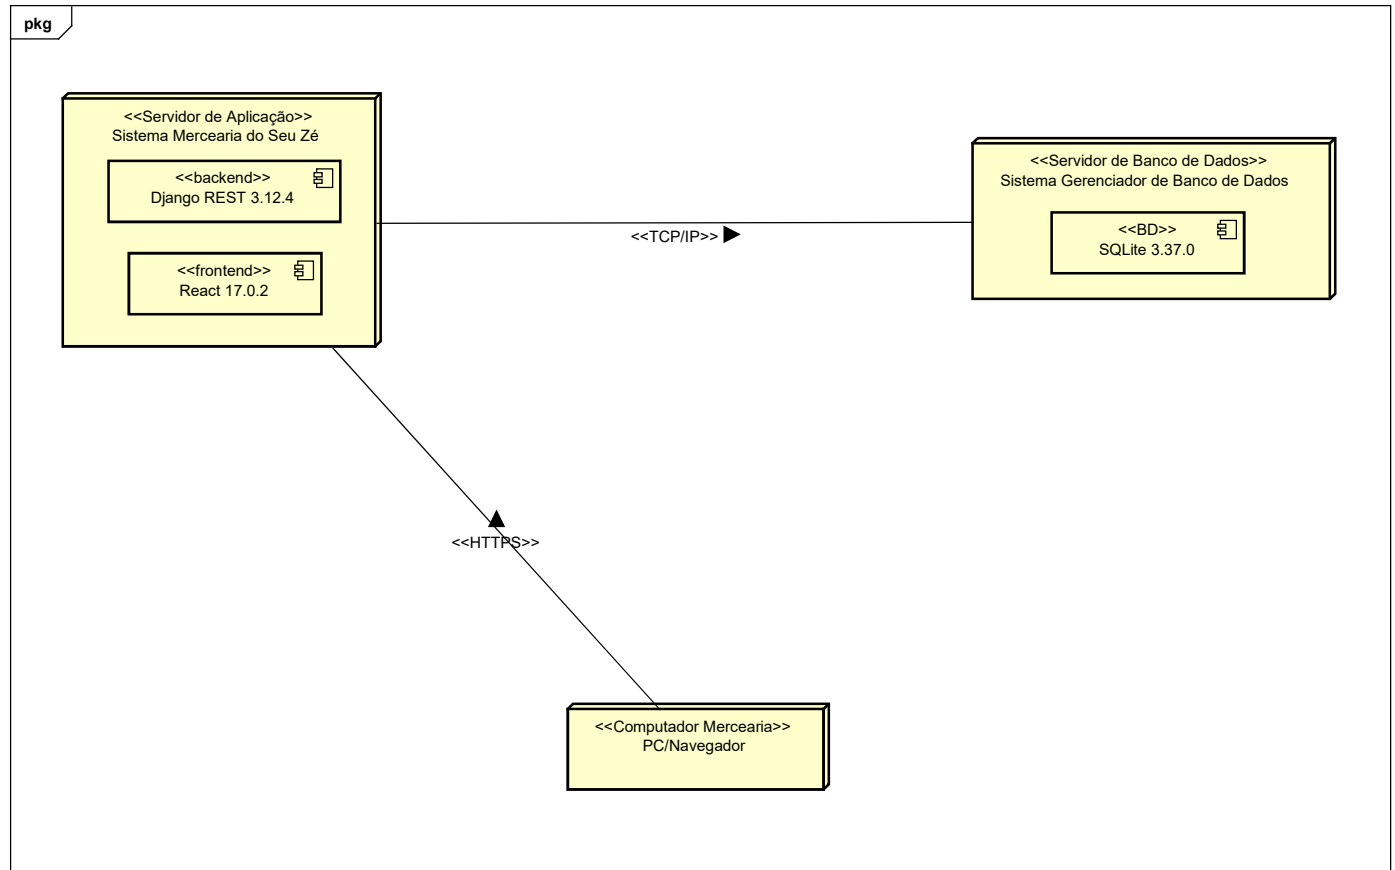 pkg
<<Servidor de Aplicação>>
Sistema Mercearia do Seu Zé
<<backend>>
Django REST 3.12.4
<<frontend>>
React 17.0.2
<<TCP/IP>>
<<Servidor de Banco de Dados>>
Sistema Gerenciador de Banco de Dados
<<BD>>
SQLite 3.37.0
<<HTTPS>>
<<Computador Mercearia>>
PC/Navegador